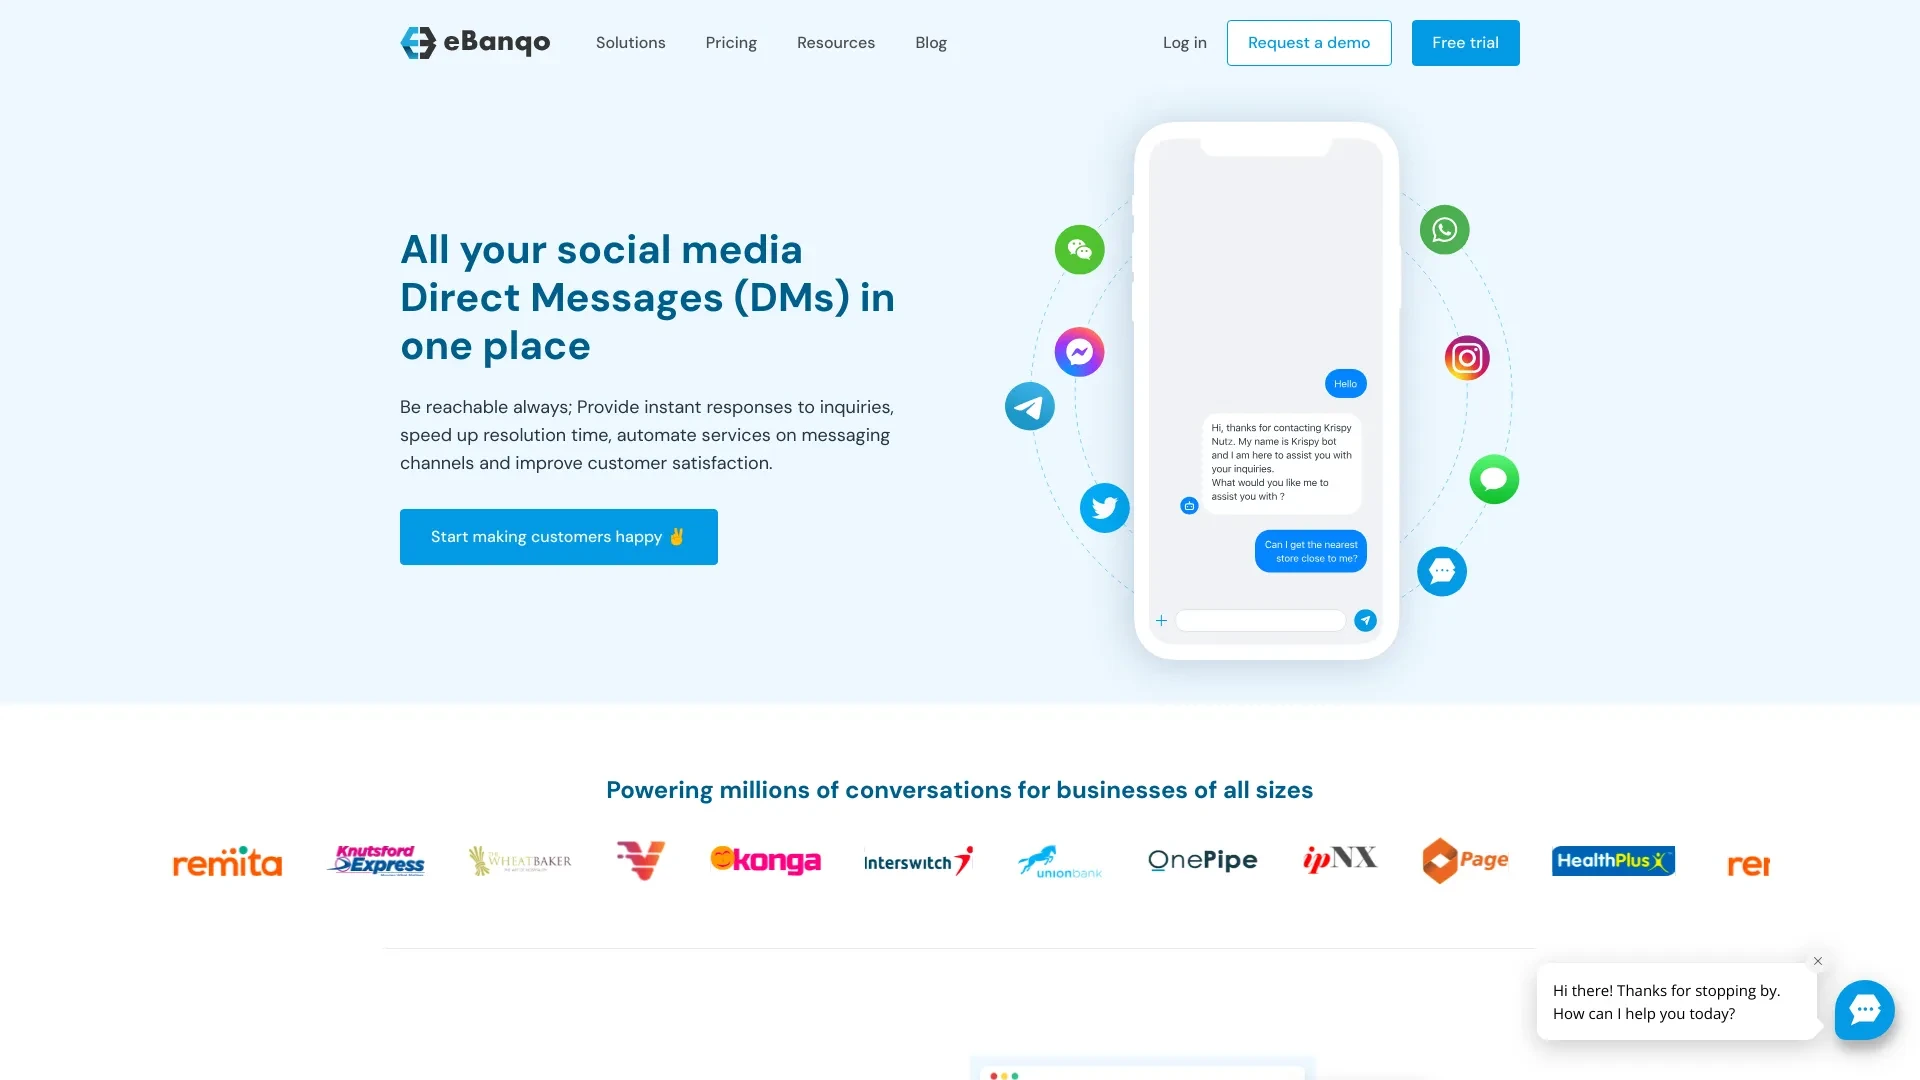 eBanqo
Solutions
Pricing
Resources
Blog
Log in
Request a demo
Free trial
All your social media
Direct Messages (DMs) in
one place
Be reachable always; Provide instant responses to inquiries,
speed up resolution time, automate services on messaging
channels and improve customer satisfaction.
Start making customers happy ✌
Hello
Hi, thanks for contacting Krispy
Nutz. My name is Krispy bot
and I am here to assist you with
your inquiries.
What would you like me to
assist you with ?
Can I get the nearest
store close to me?
Powering millions of conversations for businesses of all sizes
remita
Knutsford
Express
THE
WHEATBAKER
konga
Interswitch
unionbank
OnePipe
ipNX
Page
HealthPlus
rer
Hi there! Thanks for stopping by.
How can I help you today?